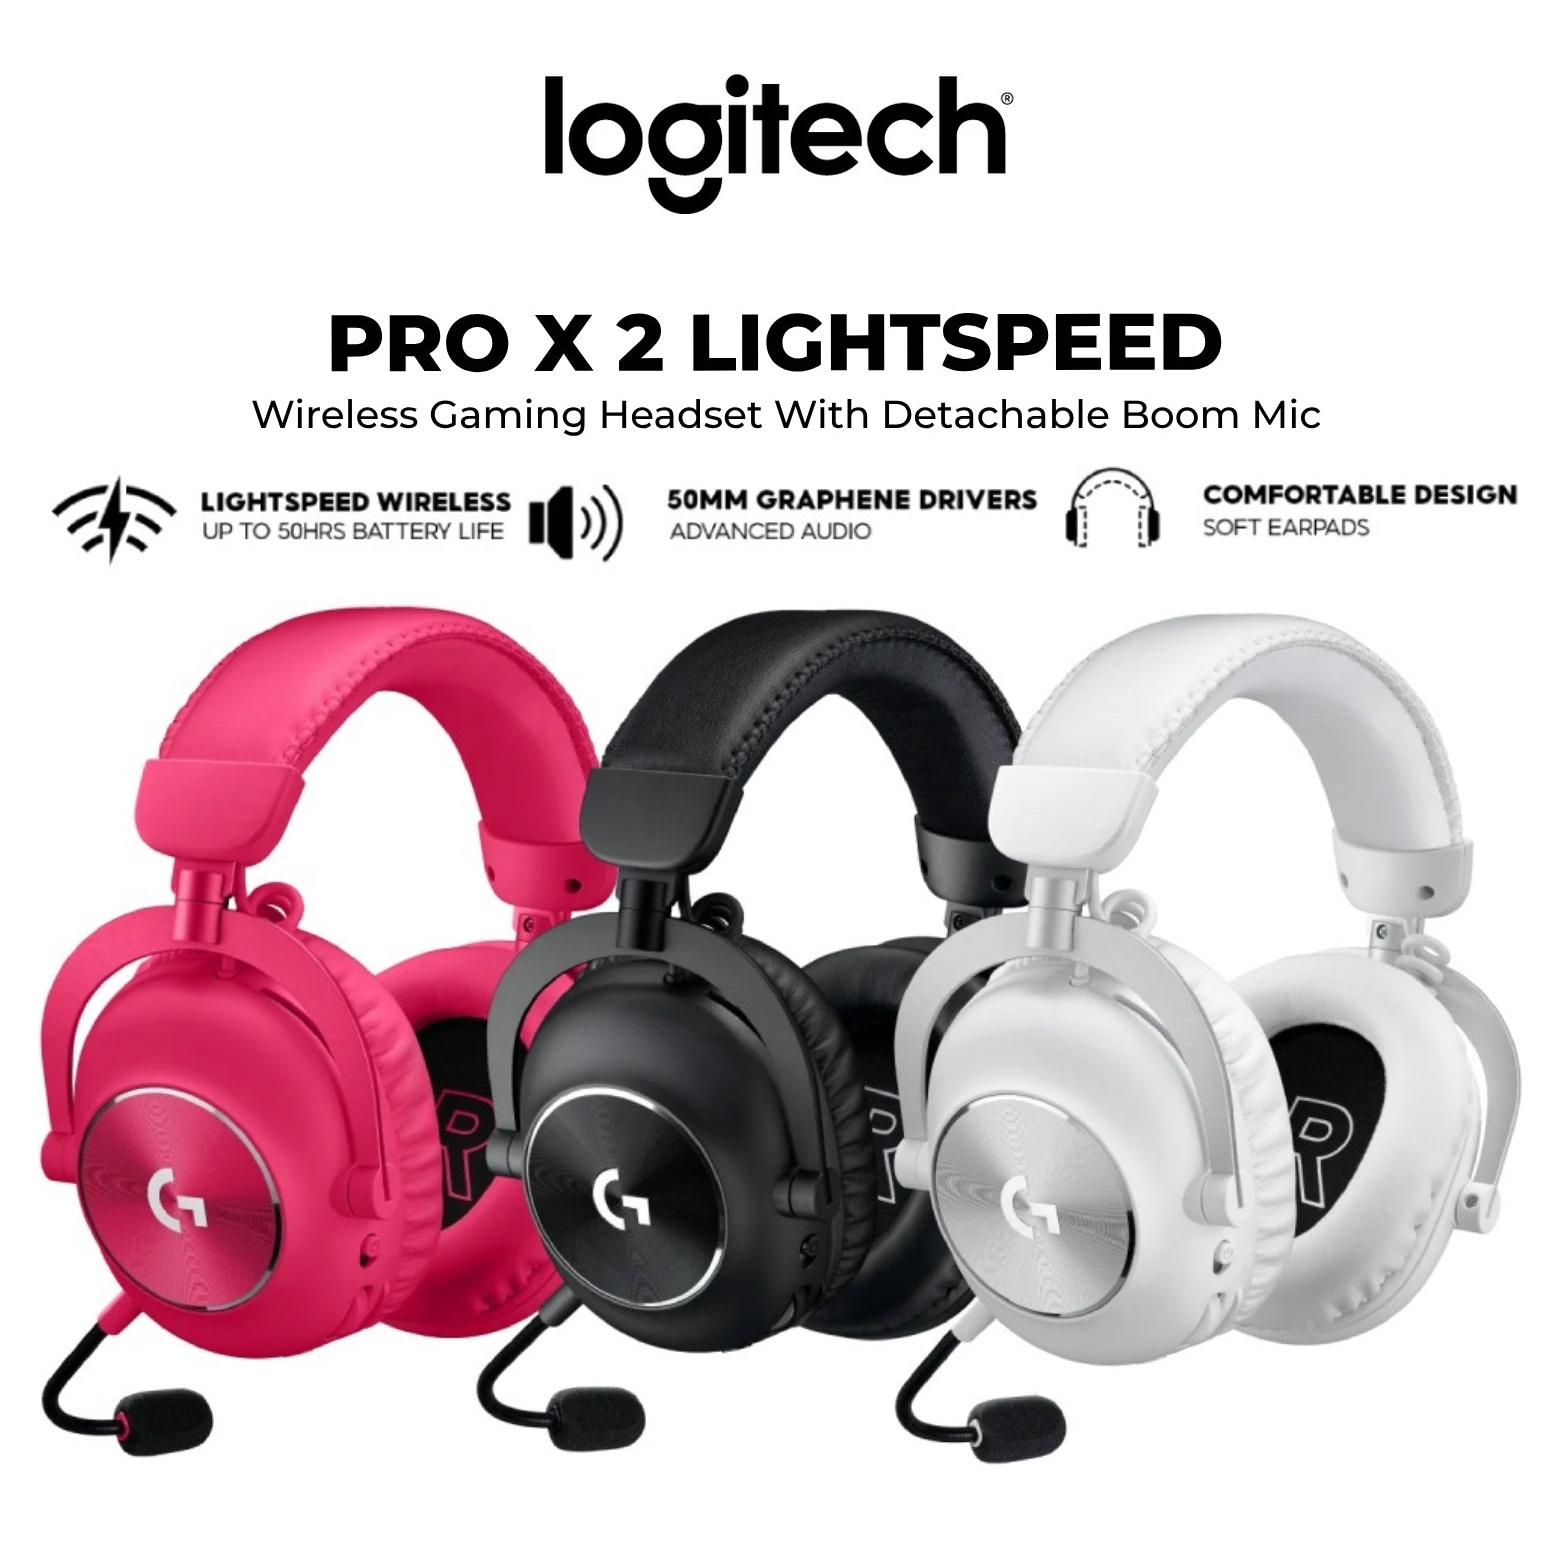 logitech®
PRO X 2 LIGHTSPEED
Wireless Gaming Headset With Detachable Boom Mic
LIGHTSPEED WIRELESS
UP TO 50HRS BATTERY LIFE
50MM GRAPHENE DRIVERS
ADVANCED AUDIO
COMFORTABLE DESIGN
SOFT EARPADS
G
R
G
R
G
R